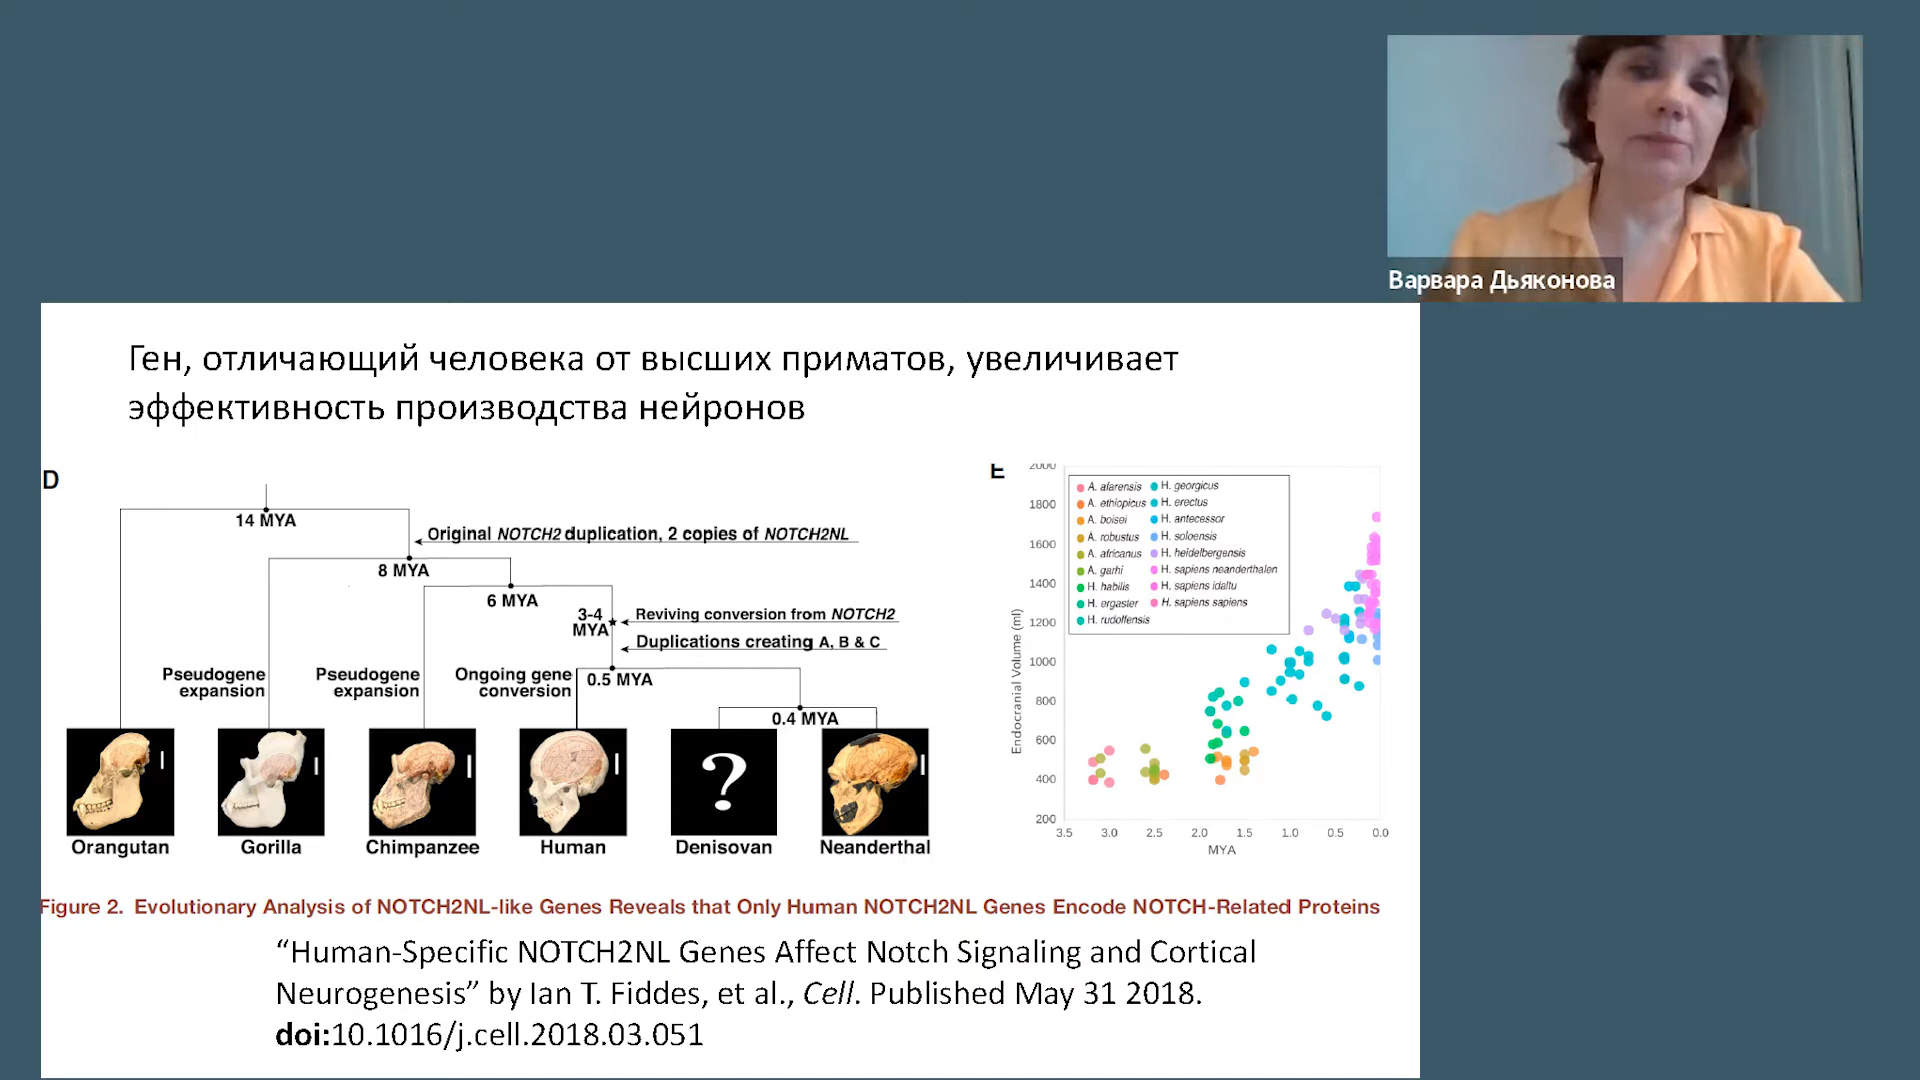 Варвара Дьяконова
Ген, отличающий человека от высших приматов, увеличивает
эффективность производства нейронов
D
14 MYA
Original NOTCH2 duplication, 2 copies of NOTCH2NL
8 MYA
6 MYA
3-4
MYA
Reviving conversion from NOTCH2
Duplications creating A, B & C
Pseudogene
expansion
Pseudogene
expansion
Ongoing gene
conversion
0.5 MYA
0.4 MYA
?
Orangutan
Gorilla
Chimpanzee
Human
Denisovan
Neanderthal
E
2000
1800
1600
1400
1200
1000
800
600
400
200
Endocranial Volume (ml)
A. afarensis
A. ethiopicus
A. boisei
A. robustus
A. africanus
A. garhi
H. habilis
H. ergaster
H. rudolfensis
H. georgicus
H. erectus
H. antecessor
H. soloensis
H. heidelbergensis
H. sapiens neanderthalen
H. sapiens idaltu
H. sapiens sapiens
3.5
3.0
2.5
2.0
1.5
1.0
0.5
0.0
MYA
Figure 2. Evolutionary Analysis of NOTCH2NL-like Genes Reveals that Only Human NOTCH2NL Genes Encode NOTCH-Related Proteins
“Human-Specific NOTCH2NL Genes Affect Notch Signaling and Cortical
Neurogenesis” by Ian T. Fiddes, et al., Cell. Published May 31 2018.
doi:10.1016/j.cell.2018.03.051